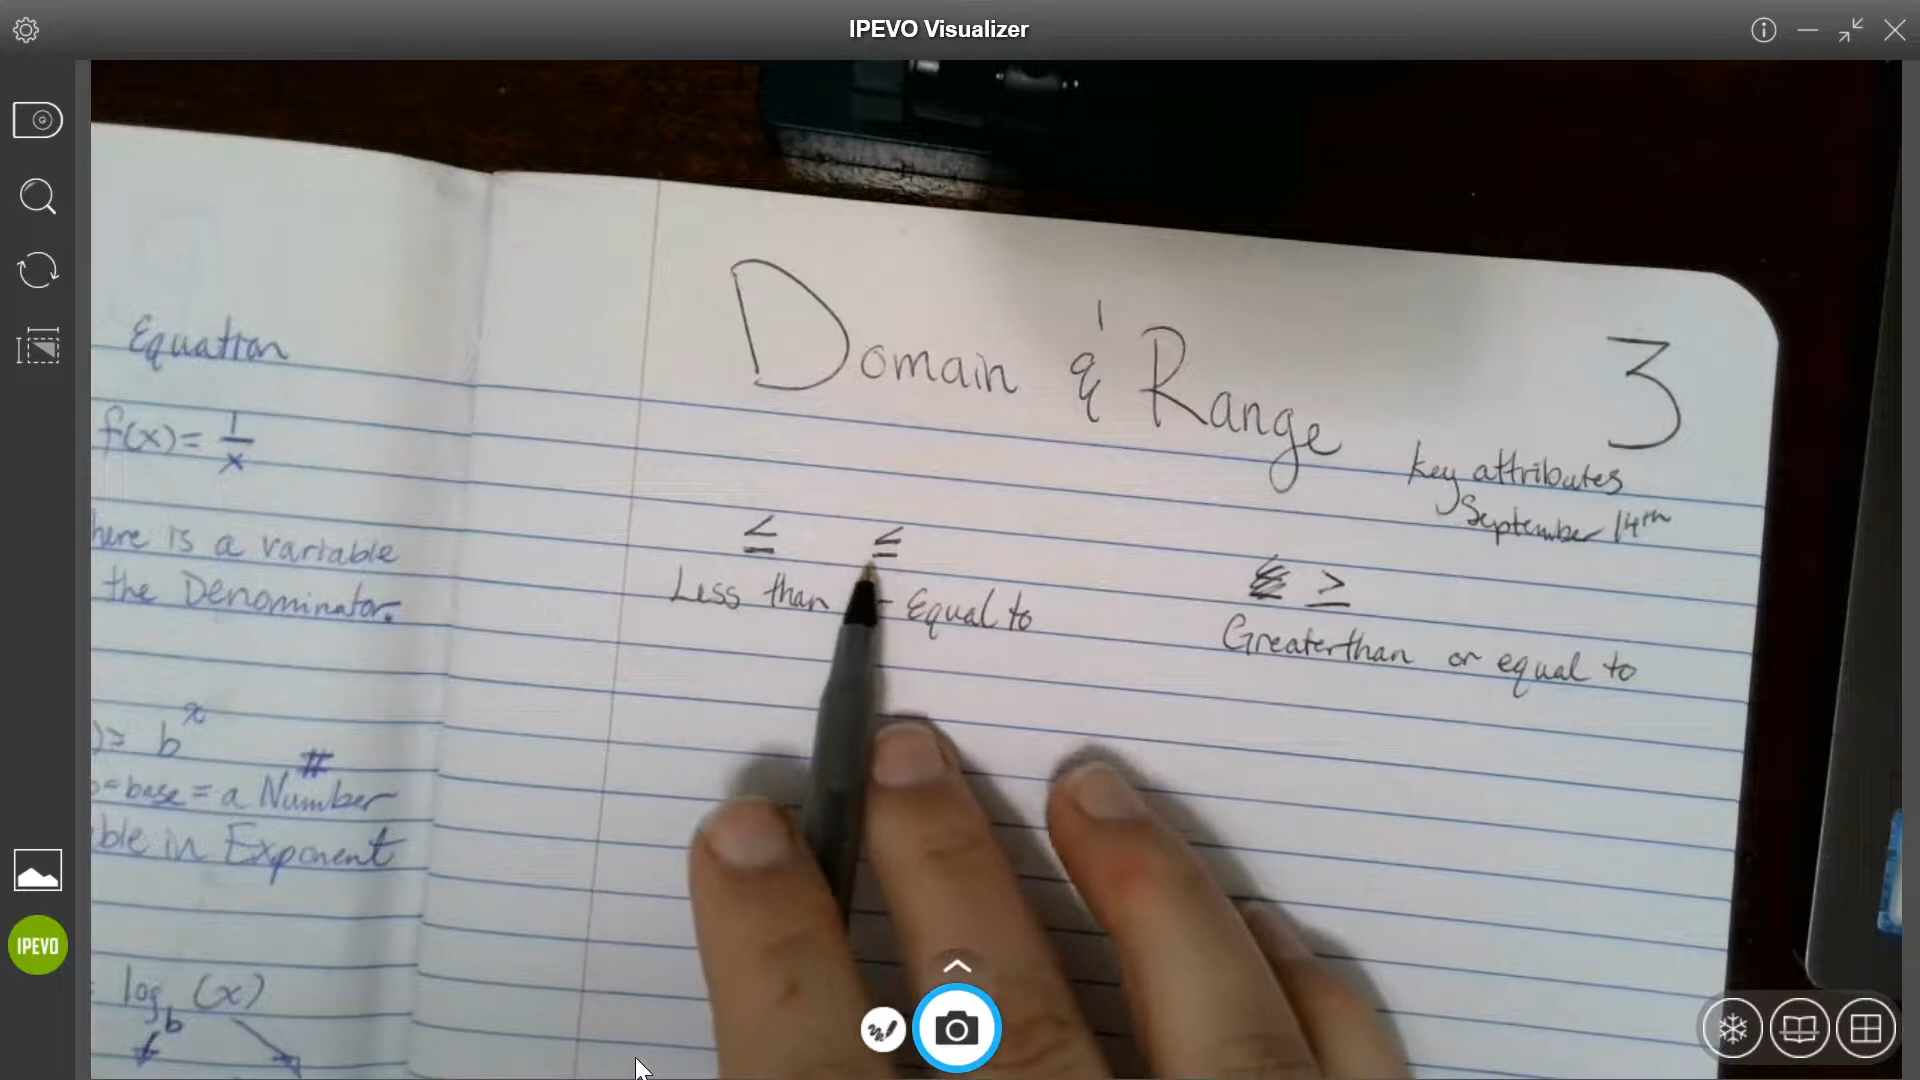 IPEVO Visualizer
Equation
f(x) = 1/x
here is a variable
the Denominator.
) = b^x
#
b = base = a Number
ble in Exponent
= log_b (x)
Domain & Range
3
Key attributes
September 14th
≤ ≤
Less than Equal to
≥
Greater than or equal to
IPEVO